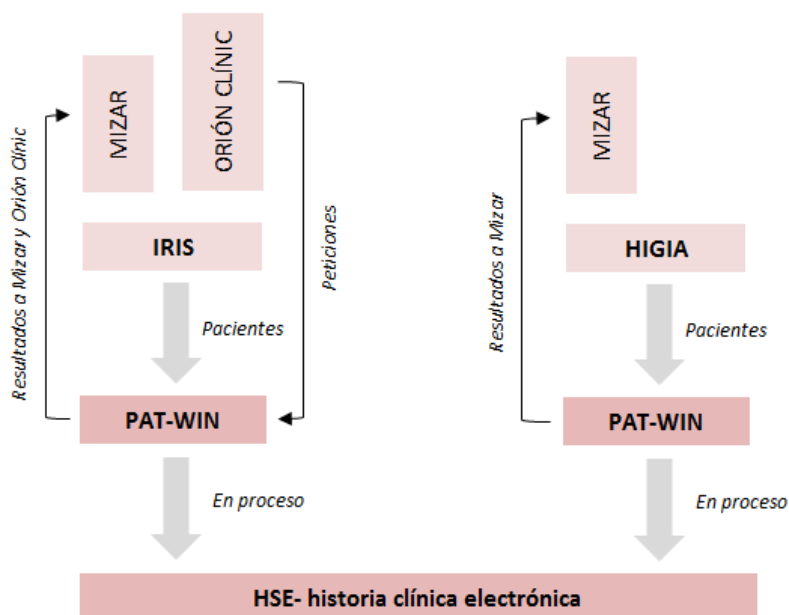 MIZAR
ORIÓN CLÍNIC
Resultados a Mizar y Orión Clínic
Peticiones
IRIS
Pacientes
PAT-WIN
En proceso
MIZAR
Resultados a Mizar
HIGIA
Pacientes
PAT-WIN
En proceso
HSE- historia clínica electrónica